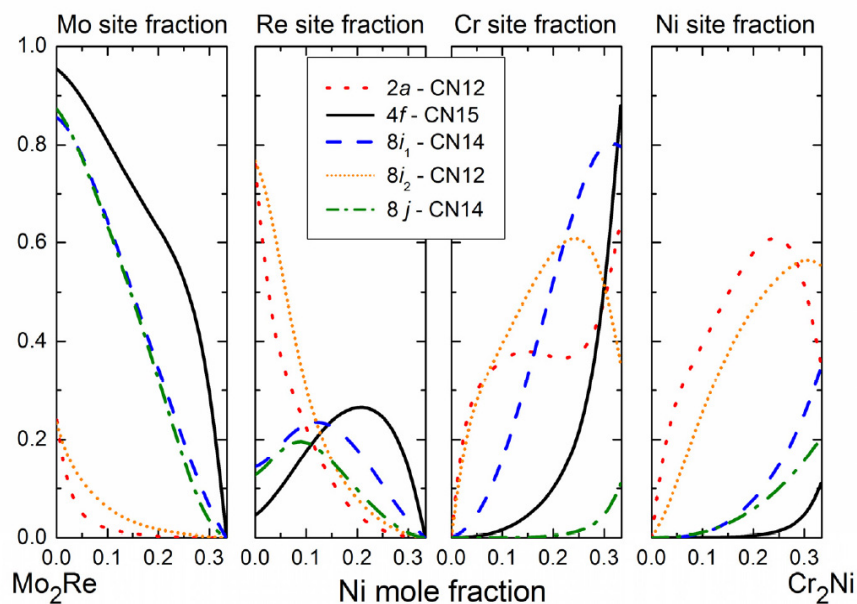 Mo site fraction Re site fraction Cr site fraction Ni site fraction
1.0
0.8
0.6
0.4
0.2
0.0
2a - CN12
4f - CN15
8i₁ - CN14
8i₂ - CN12
8 j - CN14
0.0 0.1 0.2 0.3 0.0 0.1 0.2 0.3 0.0 0.1 0.2 0.3 0.0 0.1 0.2 0.3
Mo₂Re Ni mole fraction Cr₂Ni